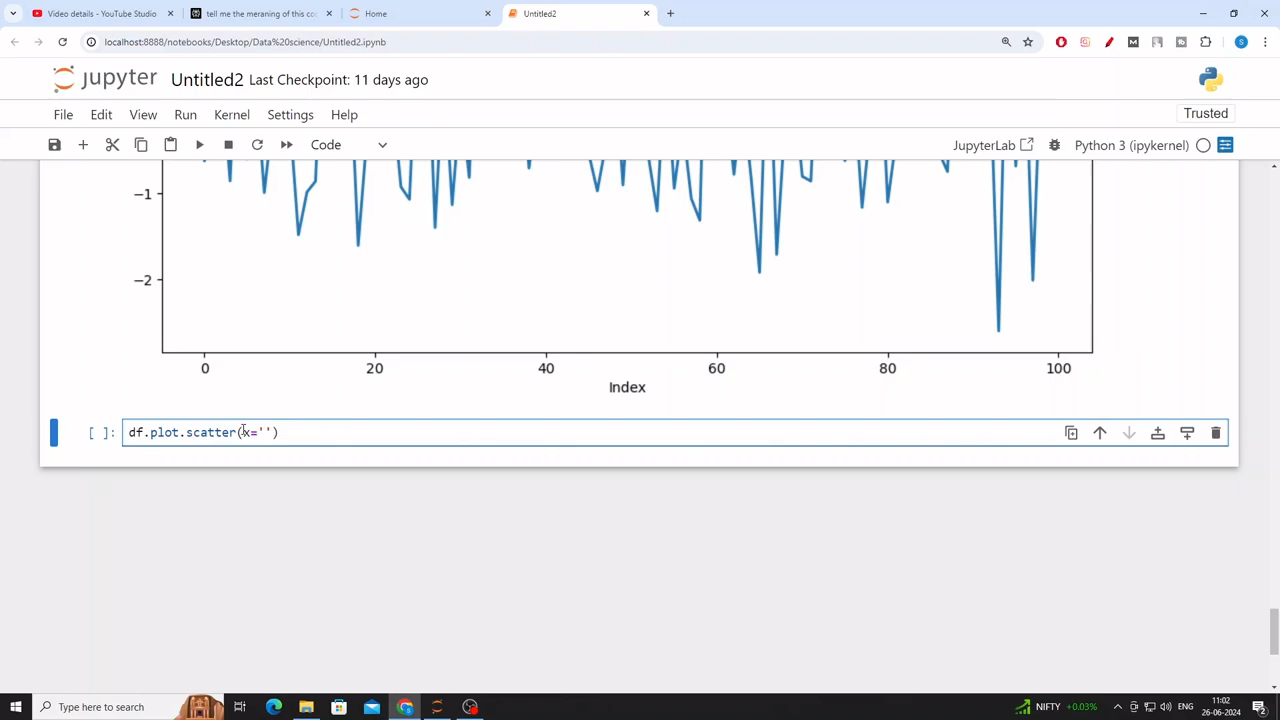 Video details - YouTube Studio
tell me the meraning of this co
Home
Untitled2
localhost:8888/notebooks/Desktop/Data%20science/Untitled2.ipynb
jupyter Untitled2 Last Checkpoint: 11 days ago
File Edit View Run Kernel Settings Help
Trusted
Code
JupyterLab
Python 3 (ipykernel)
−1
−2
0 20 40 60 80 100
Index
[ ]: df.plot.scatter(x='')
Type here to search
NIFTY +0.03%
ENG
11:02
26-06-2024
2